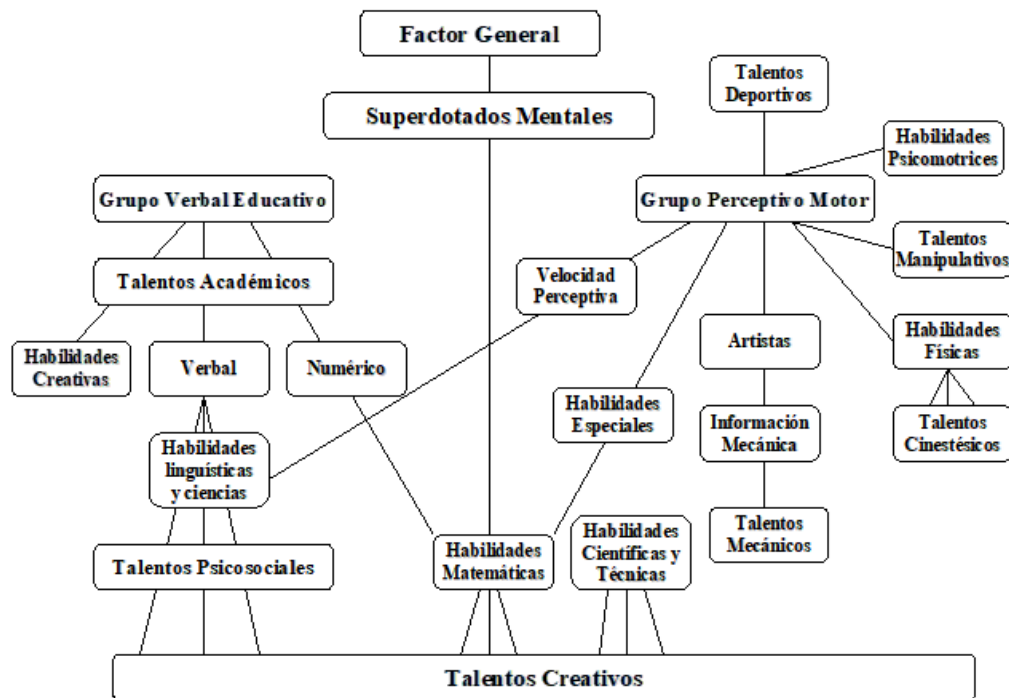 Factor General
Talentos
Deportivos
Superdotados Mentales
Habilidades
Psicomotrices
Grupo Verbal Educativo
Grupo Perceptivo Motor
Talentos
Manipulativos
Talentos Académicos
Velocidad
Perceptiva
Habilidades
Creativas
Verbal
Numérico
Artistas
Habilidades
Físicas
Habilidades
Especiales
Información
Mecánica
Talentos
Cinestésicos
Habilidades
linguísticas
y ciencias
Habilidades
Matemáticas
Habilidades
Científicas y
Técnicas
Talentos
Mecánicos
Talentos Psicosociales
Talentos Creativos